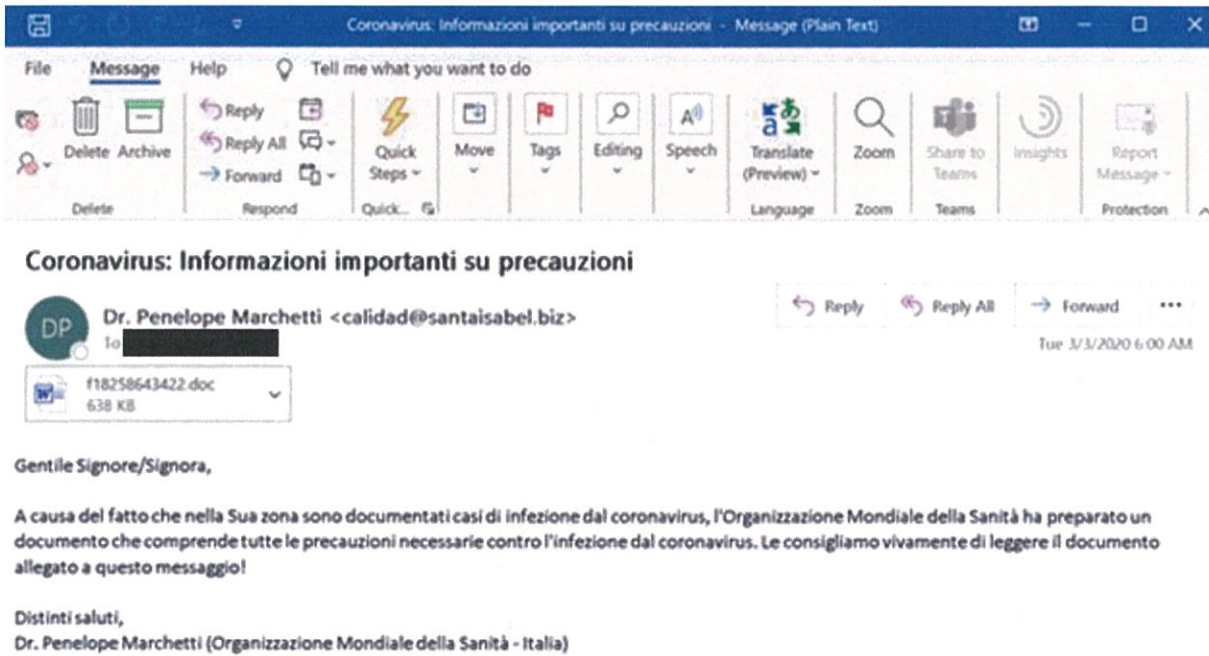 Coronavirus: Informazioni importanti su precauzioni - Message (Plain Text)
File Message Help Tell me what you want to do
Delete Archive
Reply
Reply All
Forward
Quick Steps
Move
Tags
Editing
Speech
Translate (Preview)
Zoom
Share to Teams
Insights
Report Message
Delete Respond Quick... Language Zoom Teams Protection
Coronavirus: Informazioni importanti su precauzioni
DP
Dr. Penelope Marchetti <calidad@santaisabel.biz>
To
Reply Reply All Forward
Tue 3/3/2020 6:00 AM
f18258643422.doc
638 KB
Gentile Signore/Signora,
A causa del fatto che nella Sua zona sono documentati casi di infezione dal coronavirus, l'Organizzazione Mondiale della Sanità ha preparato un
documento che comprende tutte le precauzioni necessarie contro l'infezione dal coronavirus. Le consigliamo vivamente di leggere il documento
allegato a questo messaggio!
Distinti saluti,
Dr. Penelope Marchetti (Organizzazione Mondiale della Sanità - Italia)